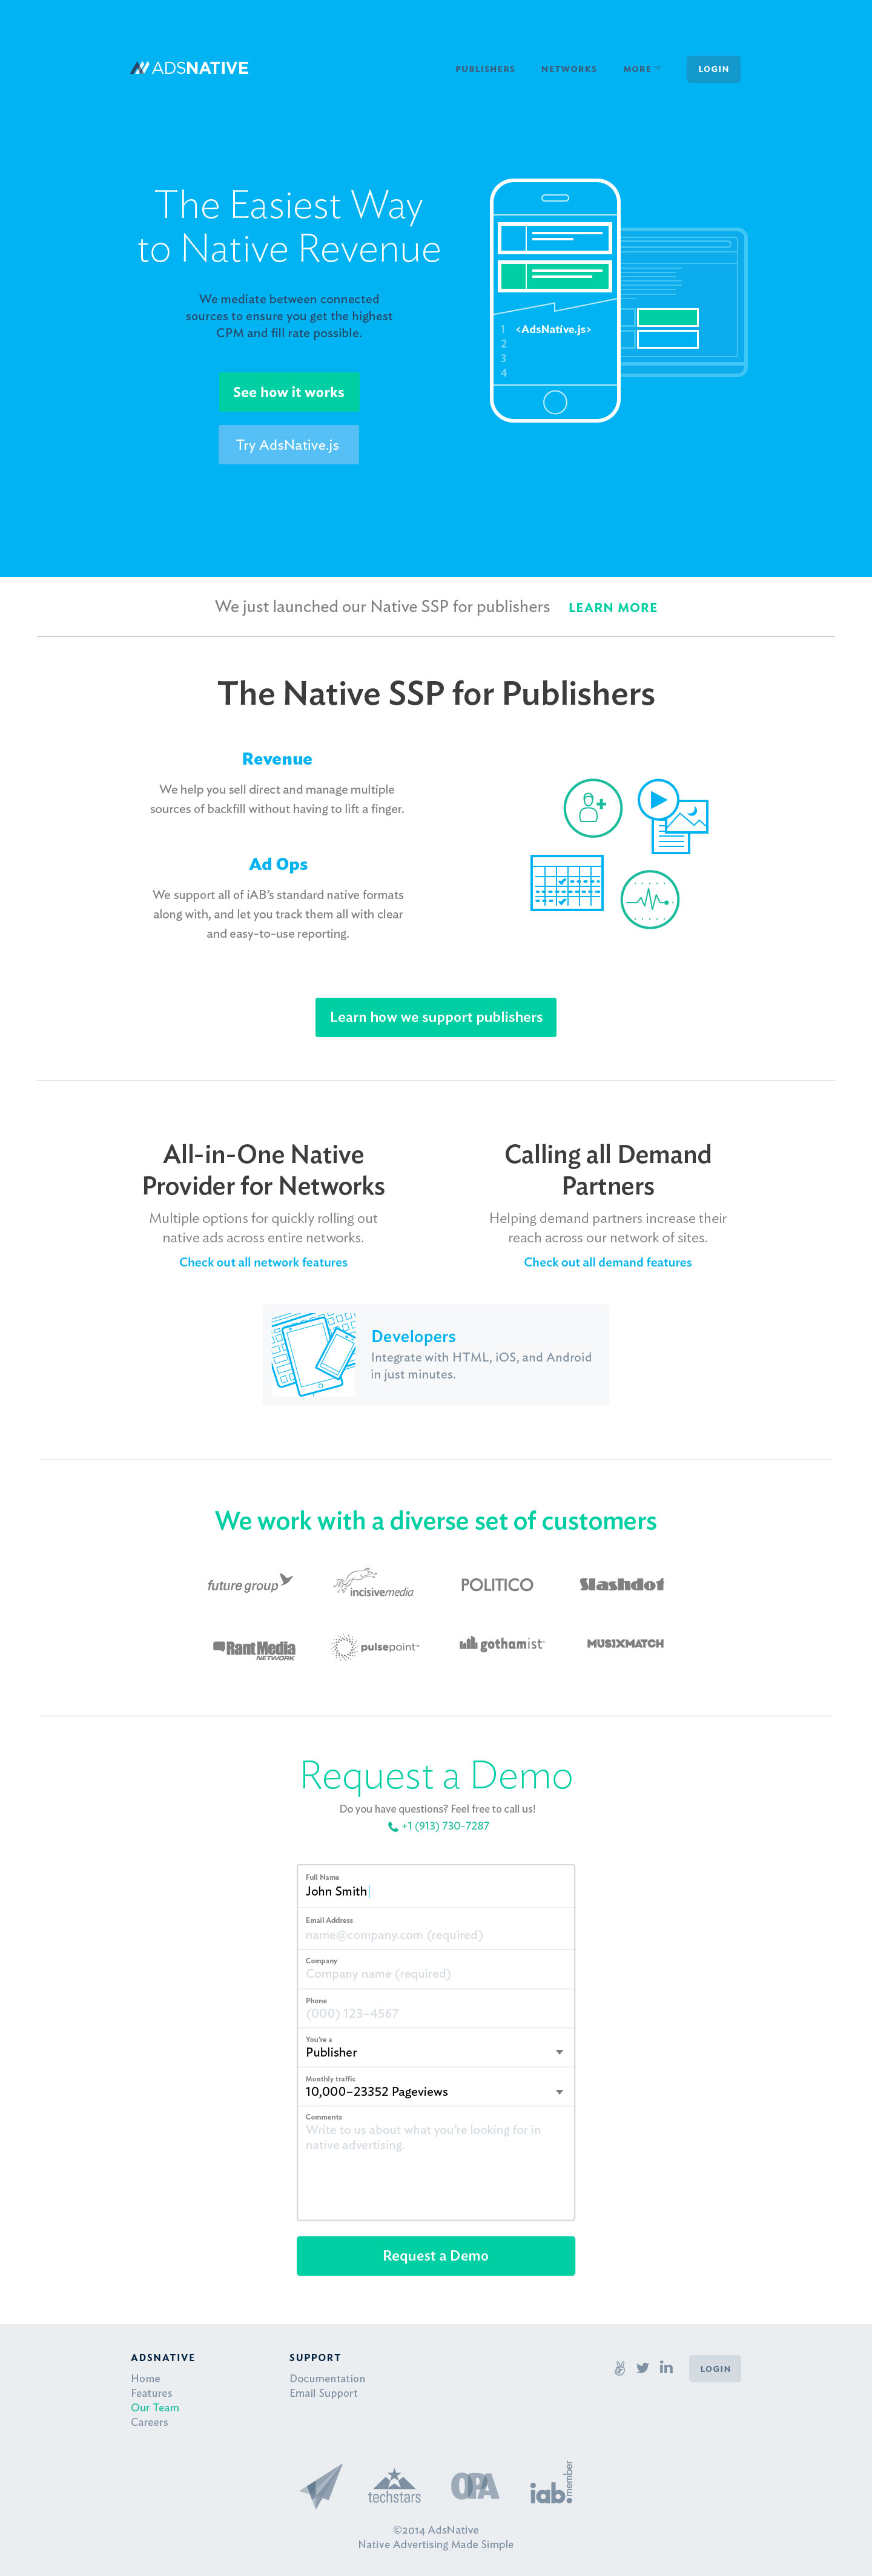 ADSNATIVE
PUBLISHERS NETWORKS MORE LOGIN
The Easiest Way
to Native Revenue
We mediate between connected
sources to ensure you get the highest
CPM and fill rate possible.
See how it works
Try AdsNative.js
1 <AdsNative.js>
2
3
4
We just launched our Native SSP for publishers LEARN MORE
The Native SSP for Publishers
Revenue
We help you sell direct and manage multiple
sources of backfill without having to lift a finger.
Ad Ops
We support all of iAB's standard native formats
along with, and let you track them all with clear
and easy-to-use reporting.
Learn how we support publishers
All-in-One Native
Provider for Networks
Multiple options for quickly rolling out
native ads across entire networks.
Check out all network features
Calling all Demand
Partners
Helping demand partners increase their
reach across our network of sites.
Check out all demand features
Developers
Integrate with HTML, iOS, and Android
in just minutes.
We work with a diverse set of customers
future group incisivemedia POLITICO Slashdot
RantMedia NETWORK pulsepoint™ gothamist MUSIXMATCH
Request a Demo
Do you have questions? Feel free to call us!
+1 (913) 730-7287
Full Name
John Smith
Email Address
name@company.com (required)
Company
Company name (required)
Phone
(000) 123-4567
You're a
Publisher
Monthly traffic
10,000–23352 Pageviews
Comments
Write to us about what you're looking for in
native advertising.
Request a Demo
ADSNATIVE
Home
Features
Our Team
Careers
SUPPORT
Documentation
Email Support
in
LOGIN
techstars OPA iab. member
©2014 AdsNative
Native Advertising Made Simple